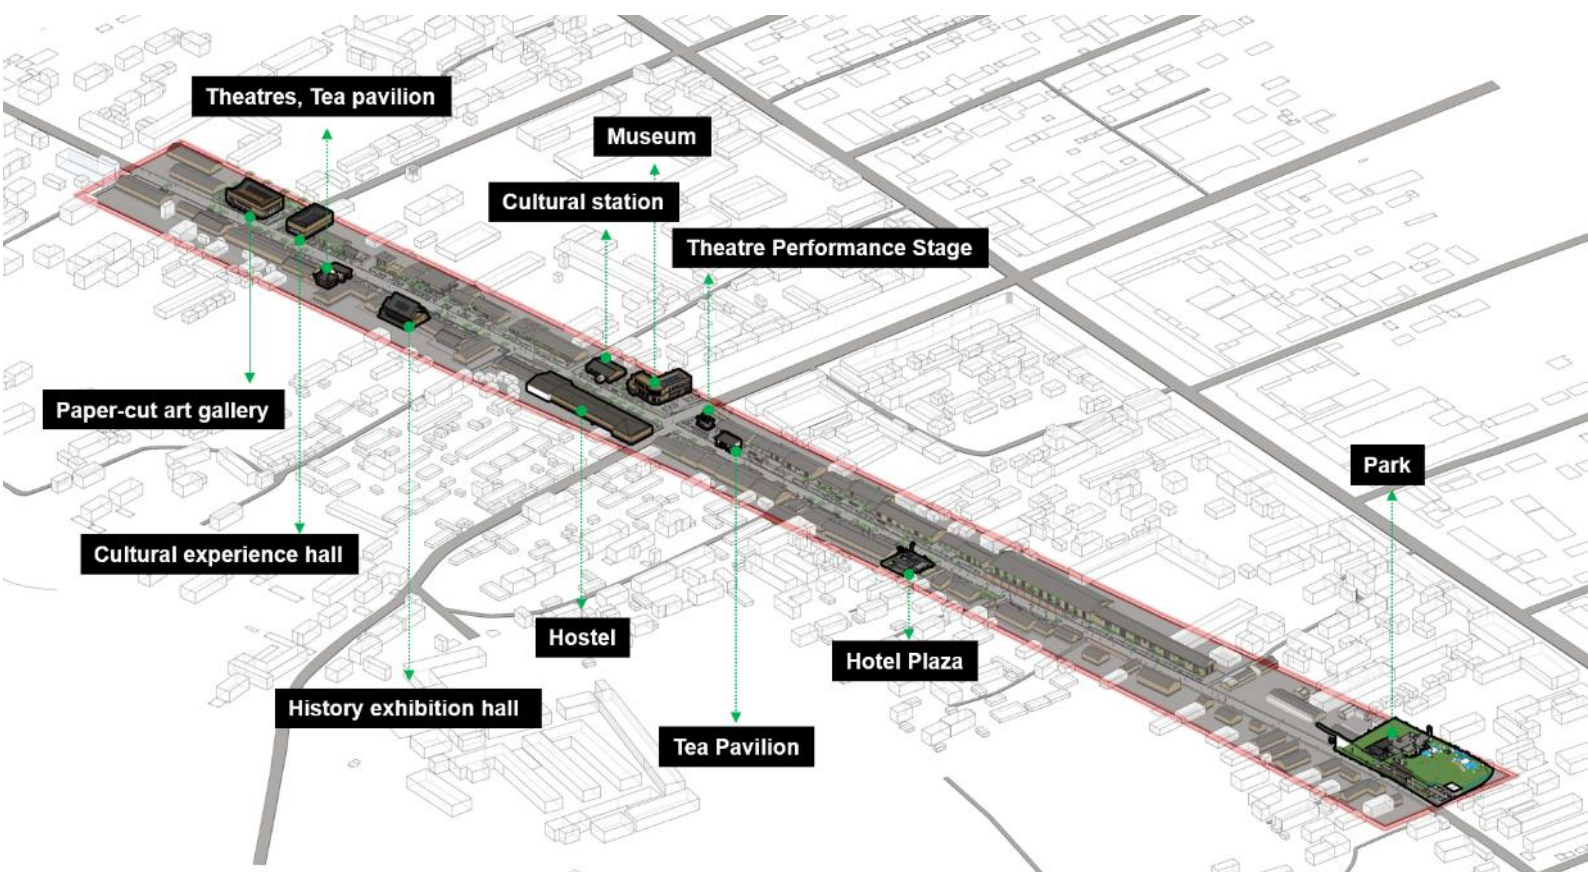 Theatres, Tea pavilion
Museum
Cultural station
Theatre Performance Stage
Paper-cut art gallery
Park
Cultural experience hall
Hostel
Hotel Plaza
History exhibition hall
Tea Pavilion